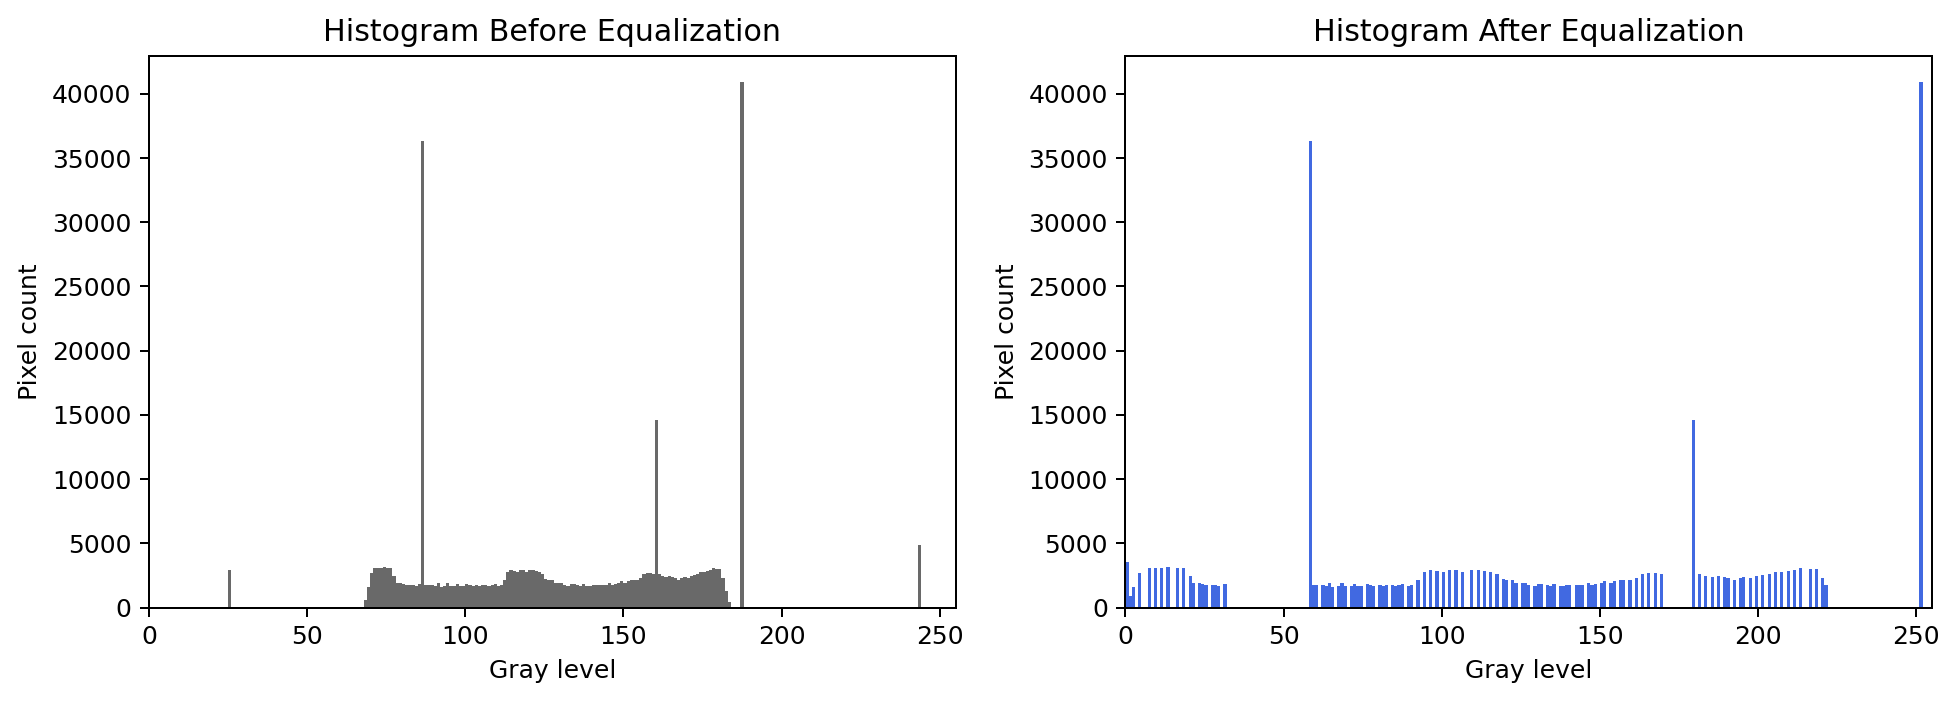 Histogram Before Equalization
40000
35000
30000
25000
20000
15000
10000
5000
0
Pixel count
0 50 100 150 200 250
Gray level
Histogram After Equalization
40000
35000
30000
25000
20000
15000
10000
5000
0
Pixel count
0 50 100 150 200 250
Gray level